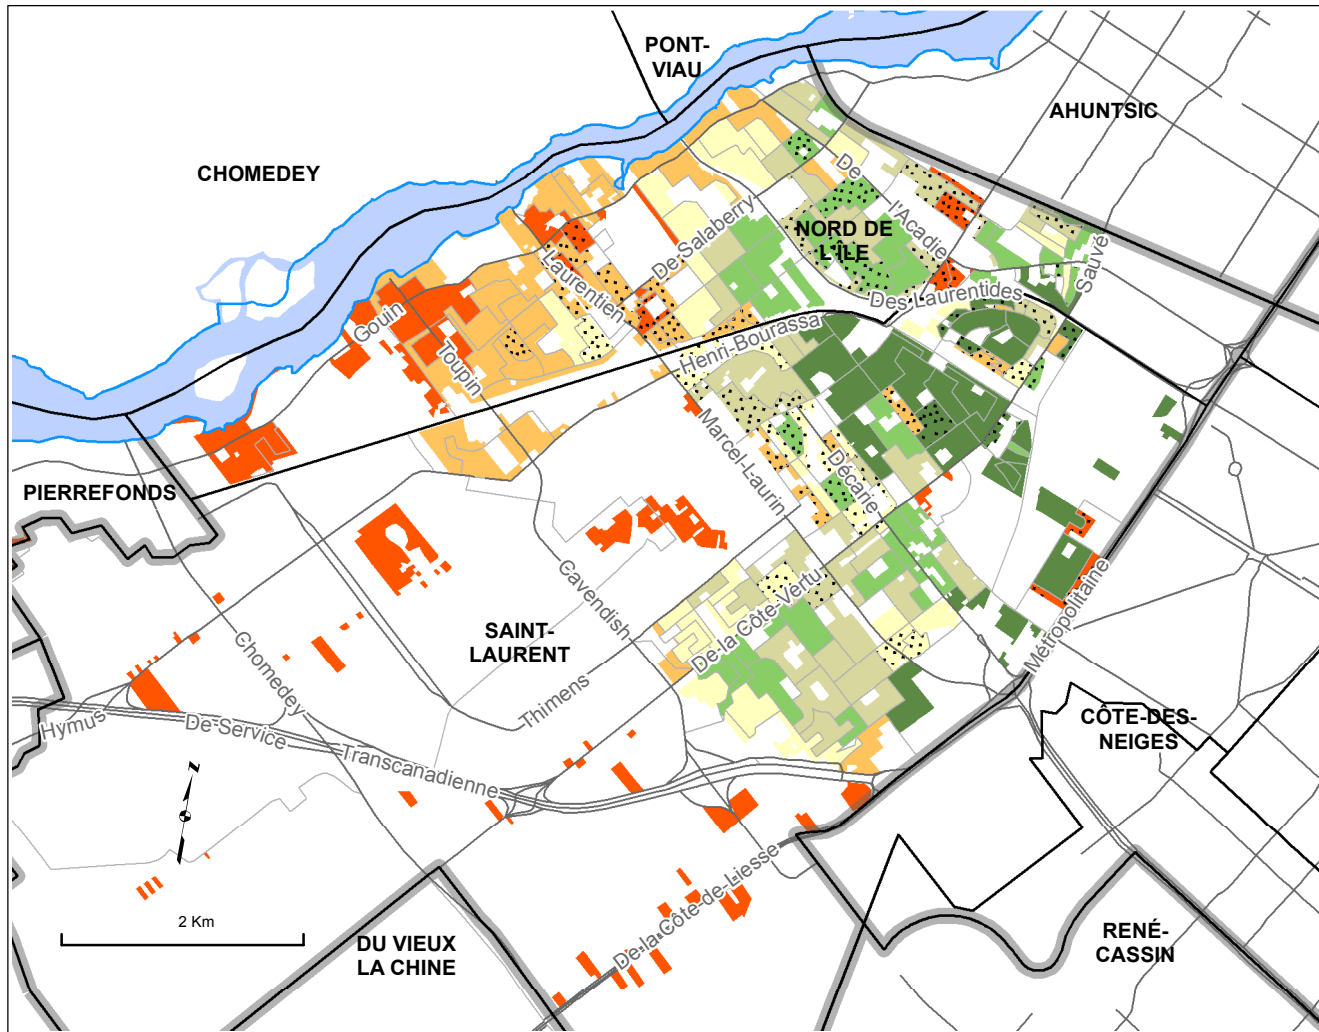 PONT-
VIAU
AHUNTSIC
CHOMEDEY
De
l'Acadie
NORD DE
L'ÎLE
De Salaberry
Sauvé
Laurentien
Des Laurentides
Gouin
Henri-Bourassa
Toupin
Marcel-Laurin
Décarie
PIERREFONDS
Cavendish
De la Côte-Vertu
SAINT-
LAURENT
Métropolitaine
Chomedey
Thimens
Hymus
De Service
Transcanadienne
CÔTE-DES-
NEIGES
N
2 Km
De la Côte-de-Liesse
DU VIEUX
LA CHINE
RENÉ-
CASSIN